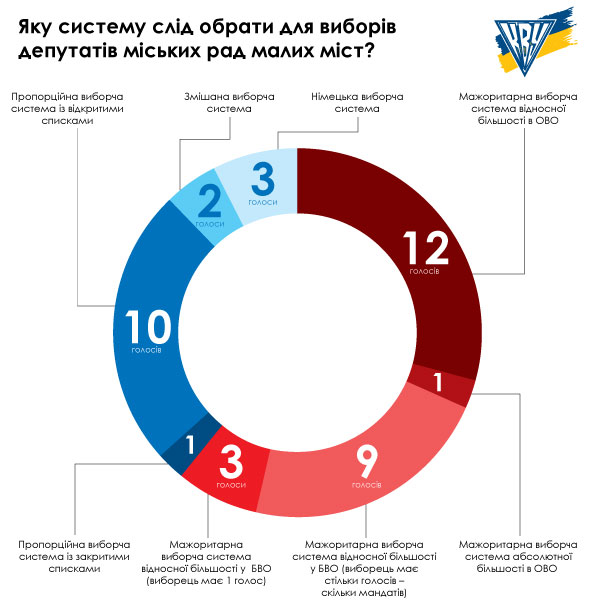 Яку систему слід обрати для виборів
депутатів міських рад малих міст?
КВУ
Пропорційна виборча
система із відкритими
списками
Змішана виборча
система
Німецька виборча
система
Мажоритарна виборча
система відносної
більшості в ОВО
3
голоси
2
голоси
12
голосів
10
голосів
1
1
3
голоси
9
голосів
Пропорційна виборча
система із закритими
списками
Мажоритарна
виборча система
відносної більшості у БВО
(виборець має 1 голос)
Мажоритарна виборча
система відносної більшості
у БВО (виборець має
стільки голосів –
скільки мандатів)
Мажоритарна виборча
система абсолютної
більшості в ОВО